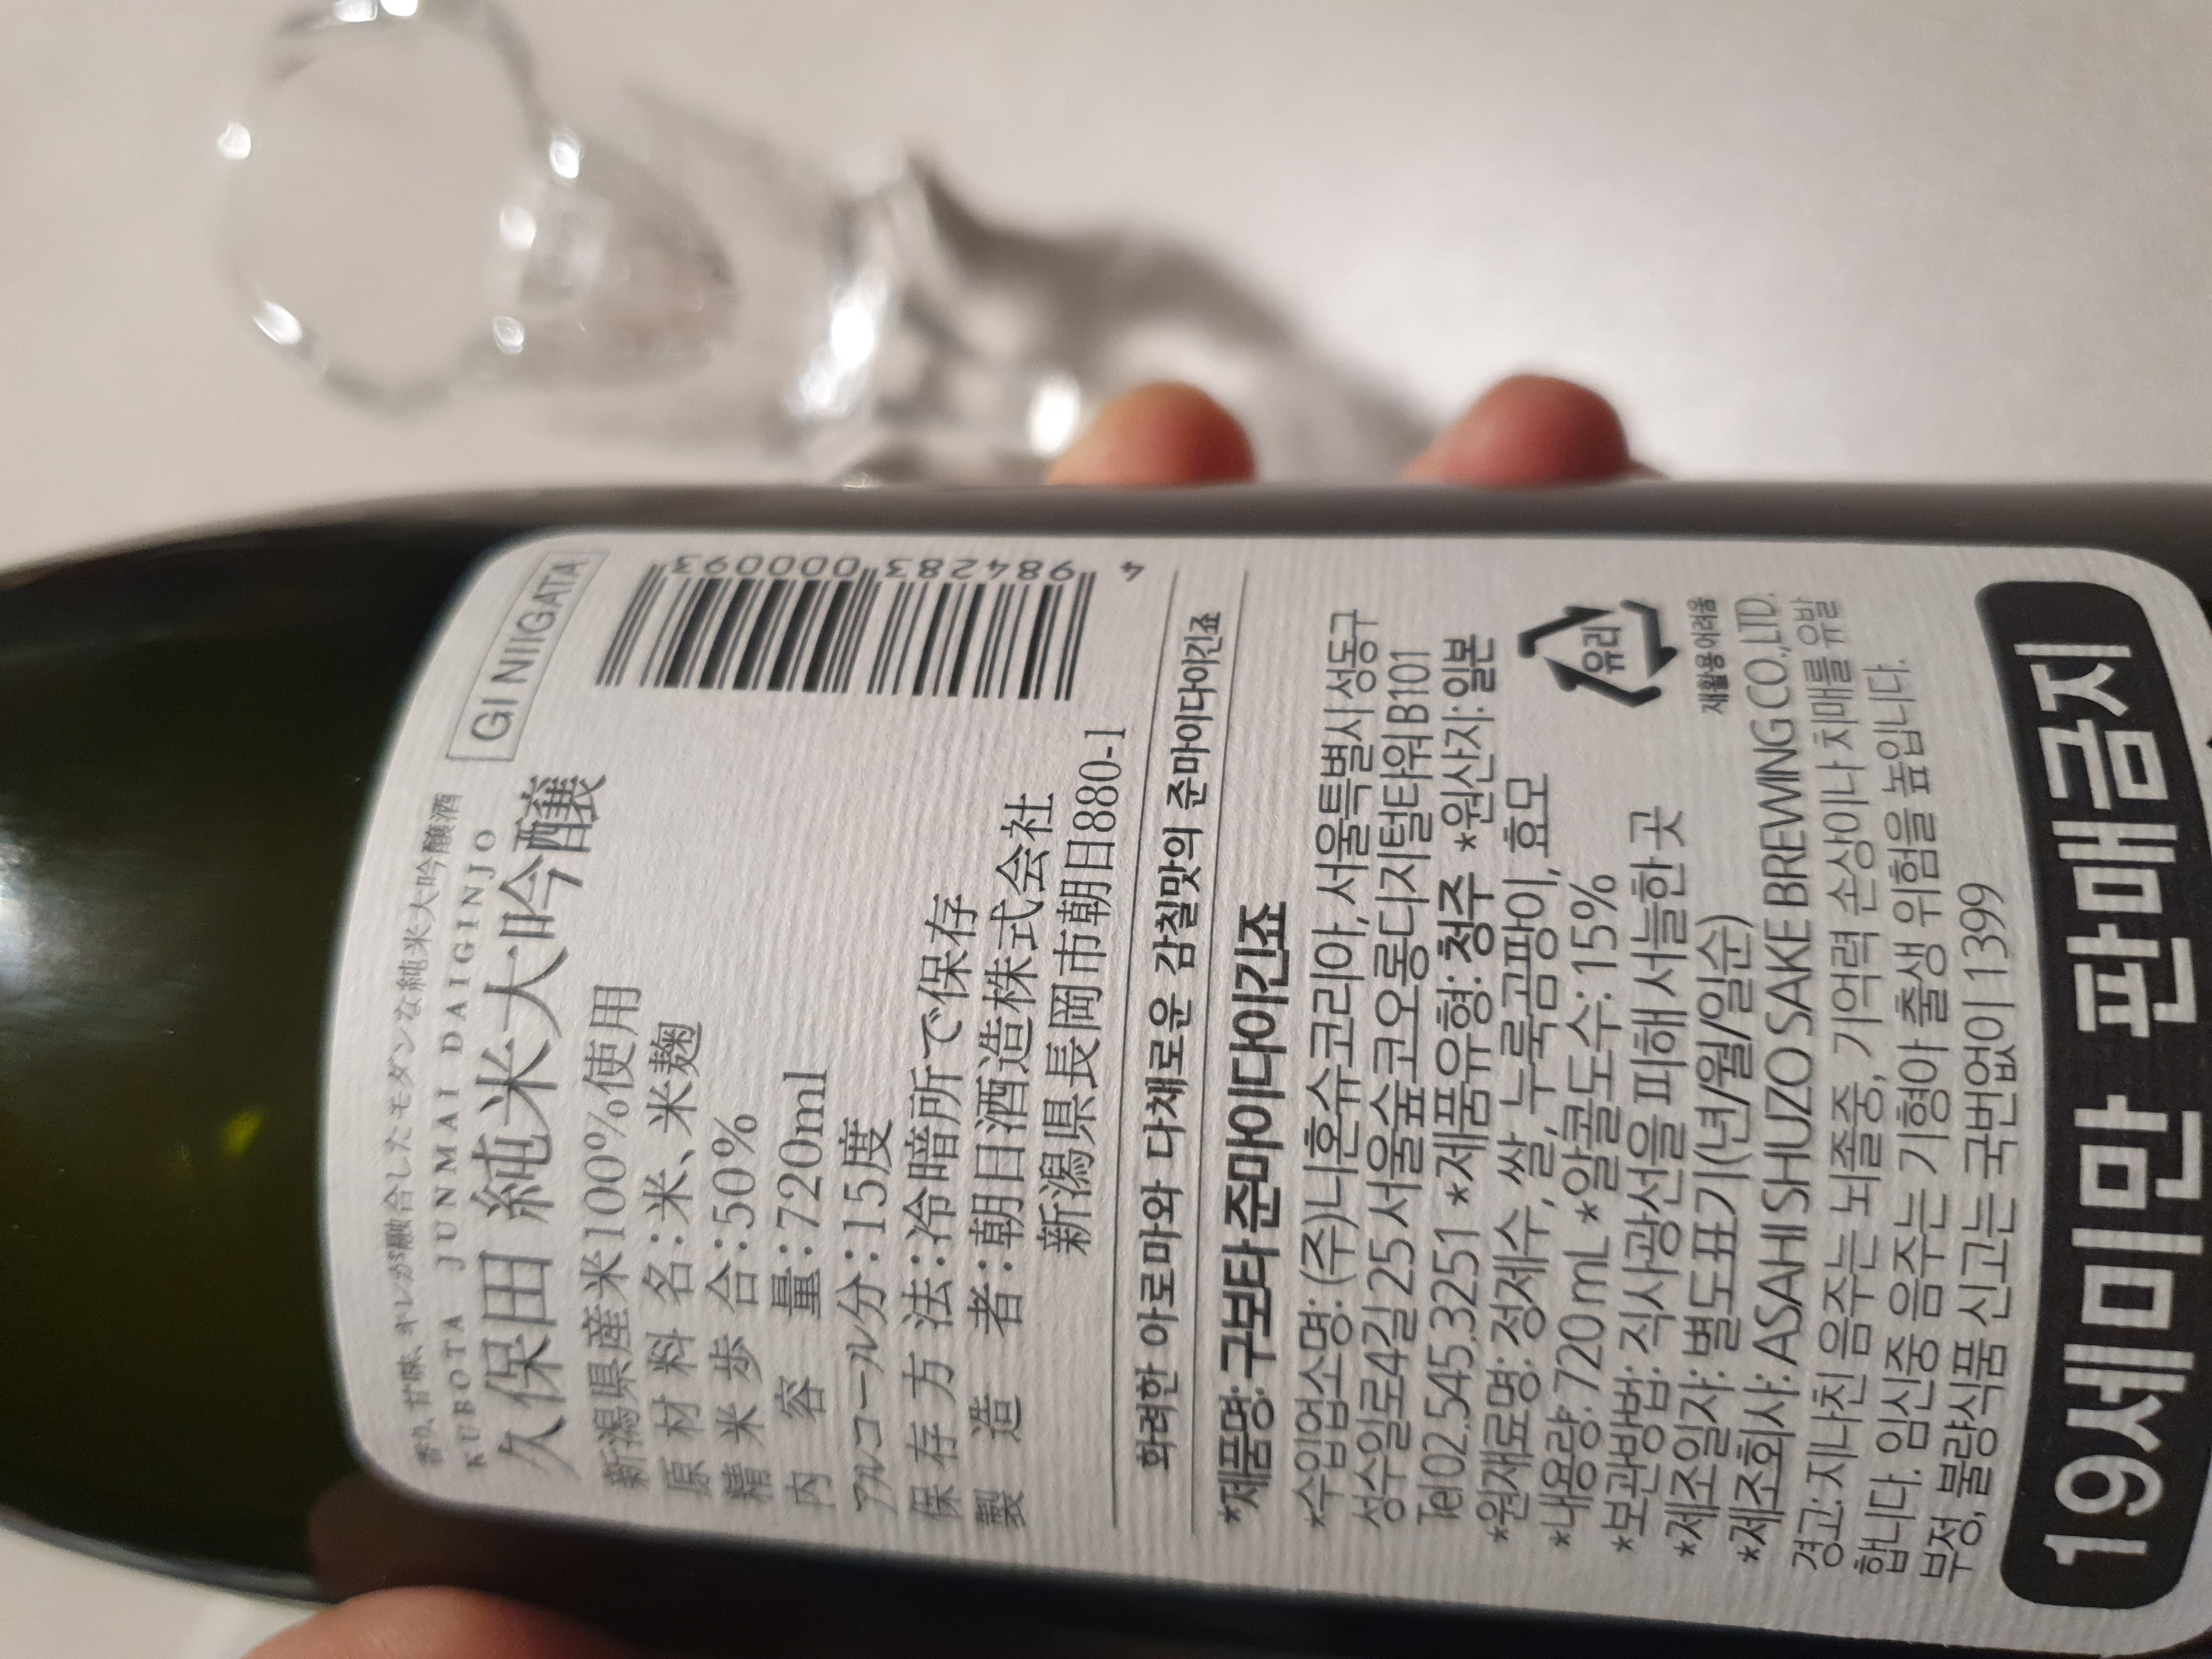 香り、甘味、キレが融合したモダンな純米大吟醸酒
KUBOTA JUNMAI DAIGINJO
久保田 純米大吟醸
GI NIIGATA
新潟県産米100%使用
原材料名:米、米麹
精米歩合:50%
内容量:720ml
アルコール分:15度
保存方法:冷暗所で保存
製造者:朝日酒造株式会社
新潟県長岡市朝日880-1
4 984283 000093
화려한 아로마와 다채로운 감칠맛의 준마이다이긴죠
*제품명:구보타 준마이다이긴죠
*수입업소명: (주)니혼슈코리아, 서울특별시 성동구
성수일로4길 25 서울숲코오롱디지털타워 B101
Tel 02.545.3251 *제품유형: 청주 *원산지: 일본
*원재료명: 정제수, 쌀, 누룩곰팡이, 효모
*내용량: 720mL *알콜도수: 15%
*보관방법: 직사광선을 피해 서늘한 곳
*제조일자: 별도표기(년/월/일순)
*제조회사: ASAHI SHUZO SAKE BREWING CO.,LTD.
유리
재활용어려움
경고: 지나친 음주는 뇌졸중, 기억력 손상이나 치매를 유발
합니다. 임신중 음주는 기형아 출생 위험을 높입니다.
부정, 불량식품 신고는 국번없이 1399
19세미만 판매금지